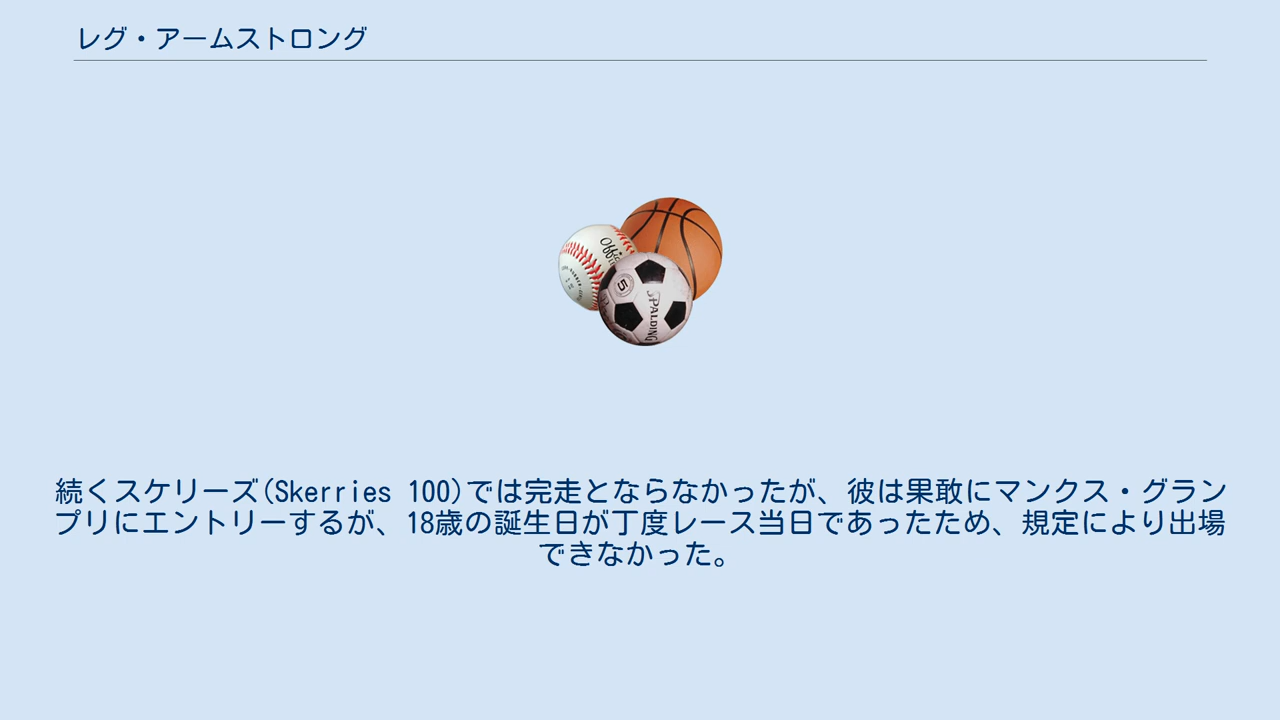 レグ・アームストロング
Offi
5
SPALDING
続くスケリーズ(Skerries 100)では完走とならなかったが、彼は果敢にマンクス・グラン
プリにエントリーするが、18歳の誕生日が丁度レース当日であったため、規定により出場
できなかった。